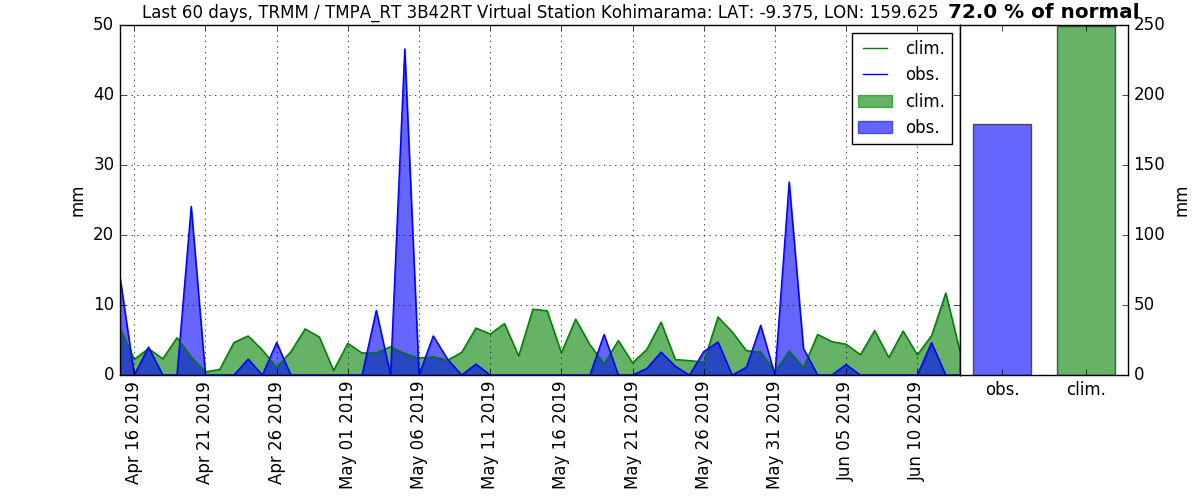 Last 60 days, TRMM / TMPA_RT 3B42RT Virtual Station Kohimarama: LAT: -9.375, LON: 159.625
72.0 % of normal
50
40
30
20
10
0
mm
clim.
obs.
clim.
obs.
250
200
150
100
50
0
mm
Apr 16 2019
Apr 21 2019
Apr 26 2019
May 01 2019
May 06 2019
May 11 2019
May 16 2019
May 21 2019
May 26 2019
May 31 2019
Jun 05 2019
Jun 10 2019
obs.
clim.